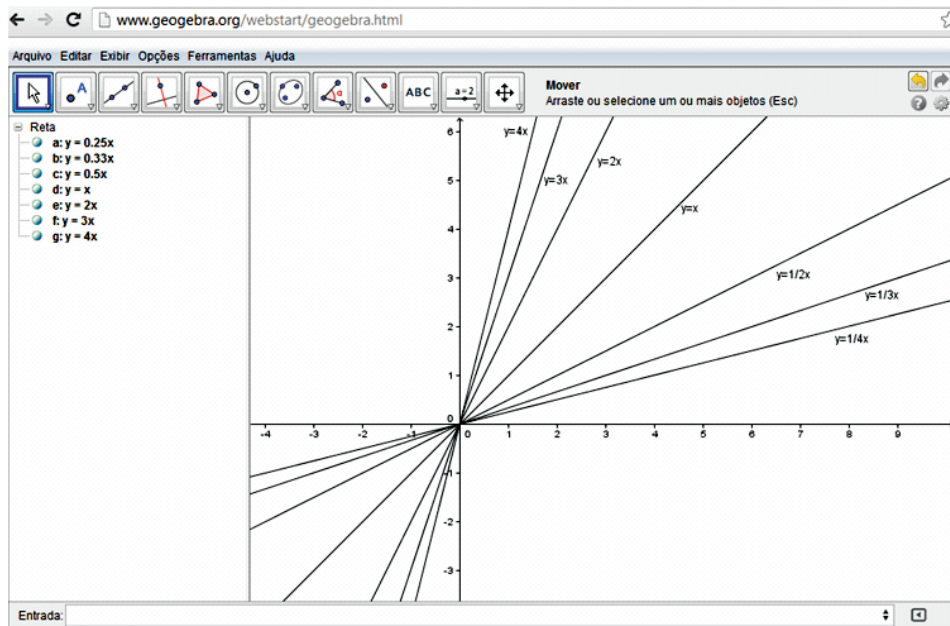 www.geogebra.org/webstart/geogebra.html
Arquivo Editar Exibir Opções Ferramentas Ajuda
A
α
ABC
a=2
Mover
Arraste ou selecione um ou mais objetos (Esc)
Reta
a: y = 0.25x
b: y = 0.33x
c: y = 0.5x
d: y = x
e: y = 2x
f: y = 3x
g: y = 4x
y=4x
y=3x
y=2x
y=x
y=1/2x
y=1/3x
y=1/4x
6
5
4
3
2
1
0
-4 -3 -2 -1 0 1 2 3 4 5 6 7 8 9
-1
-2
-3
Entrada: